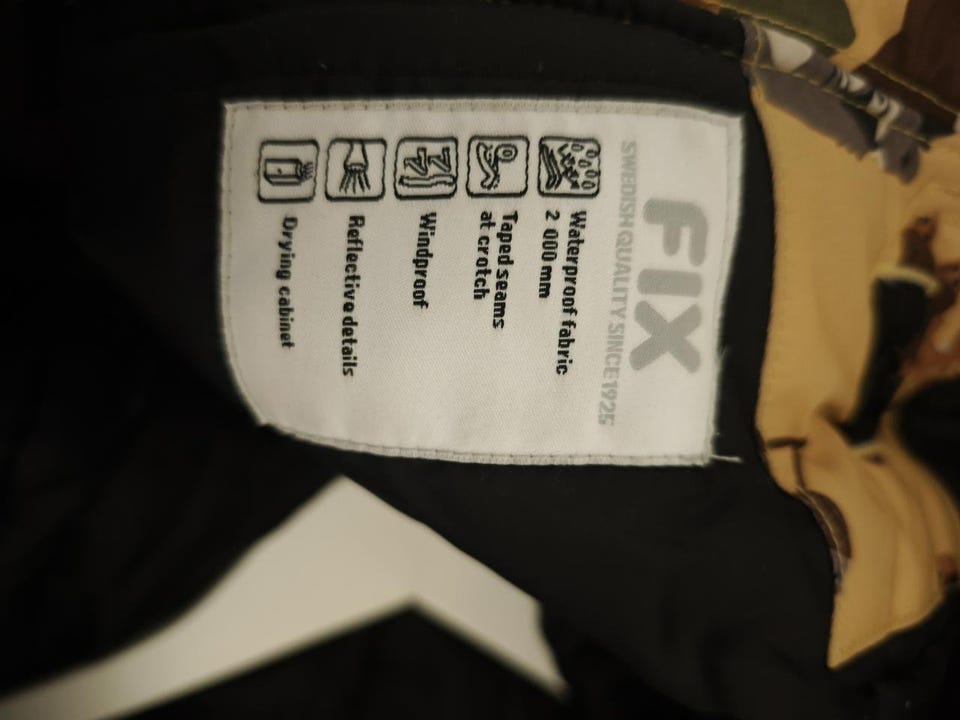 FIX
SWEDISH QUALITY SINCE 1925
Waterproof fabric
2 000 mm
Taped seams
at crotch
Windproof
Reflective details
Drying cabinet